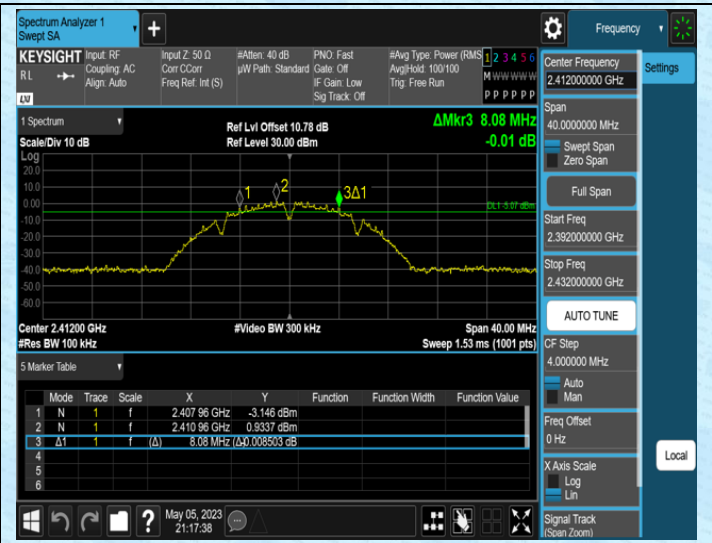 Spectrum Analyzer 1
Swept SA
+
Frequency
KEYSIGHT Input: RF
RL
Coupling: AC
Align: Auto
LXI
Input Z: 50 Ω
Corr CCorr
Freq Ref: Int (S)
#Atten: 40 dB
µW Path: Standard
PNO: Fast
Gate: Off
IF Gain: Low
Sig Track: Off
#Avg Type: Power (RMS
Avg|Hold: 100/100
Trig: Free Run
1 2 3 4 5 6
M W W W W W
P P P P P P
Center Frequency
2.412000000 GHz
Settings
Span
40.0000000 MHz
Swept Span
Zero Span
Full Span
Start Freq
2.392000000 GHz
Stop Freq
2.432000000 GHz
AUTO TUNE
CF Step
4.000000 MHz
Auto
Man
Freq Offset
0 Hz
X Axis Scale
Log
Lin
Signal Track
(Span Zoom)
Local
1 Spectrum
Scale/Div 10 dB
Ref Lvl Offset 10.78 dB
Ref Level 30.00 dBm
ΔMkr3 8.08 MHz
-0.01 dB
Log
20.0
10.0
0.00
-10.0
-20.0
-30.0
-40.0
-50.0
-60.0
1
2
3Δ1
DL1 -5.07 dBm
Center 2.41200 GHz
#Video BW 300 kHz
Span 40.00 MHz
#Res BW 100 kHz
Sweep 1.53 ms (1001 pts)
5 Marker Table
Mode Trace Scale X Y Function Function Width Function Value
1 N 1 f 2.407 96 GHz -3.146 dBm
2 N 1 f 2.410 96 GHz 0.9337 dBm
3 Δ1 1 f (Δ) 8.08 MHz (Δ) -0.008503 dB
4
5
6
?
May 05, 2023
21:17:38